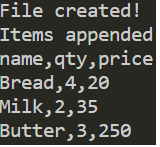 File created!
Items appended
name,qty,price
Bread,4,20
Milk,2,35
Butter,3,250